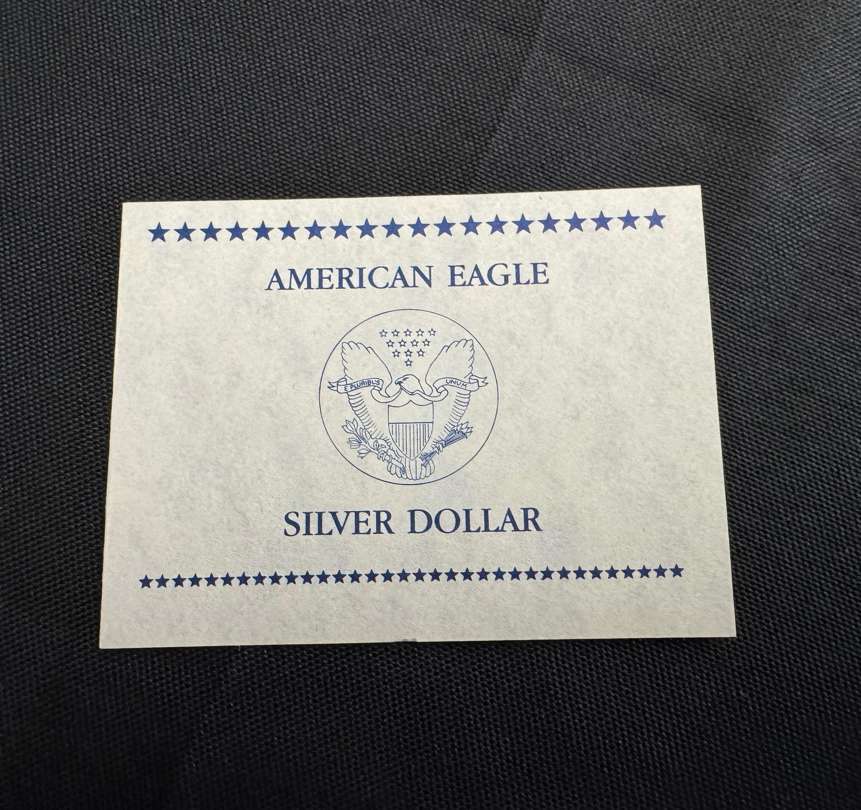 AMERICAN EAGLE
E PLURIBUS UNUM
SILVER DOLLAR